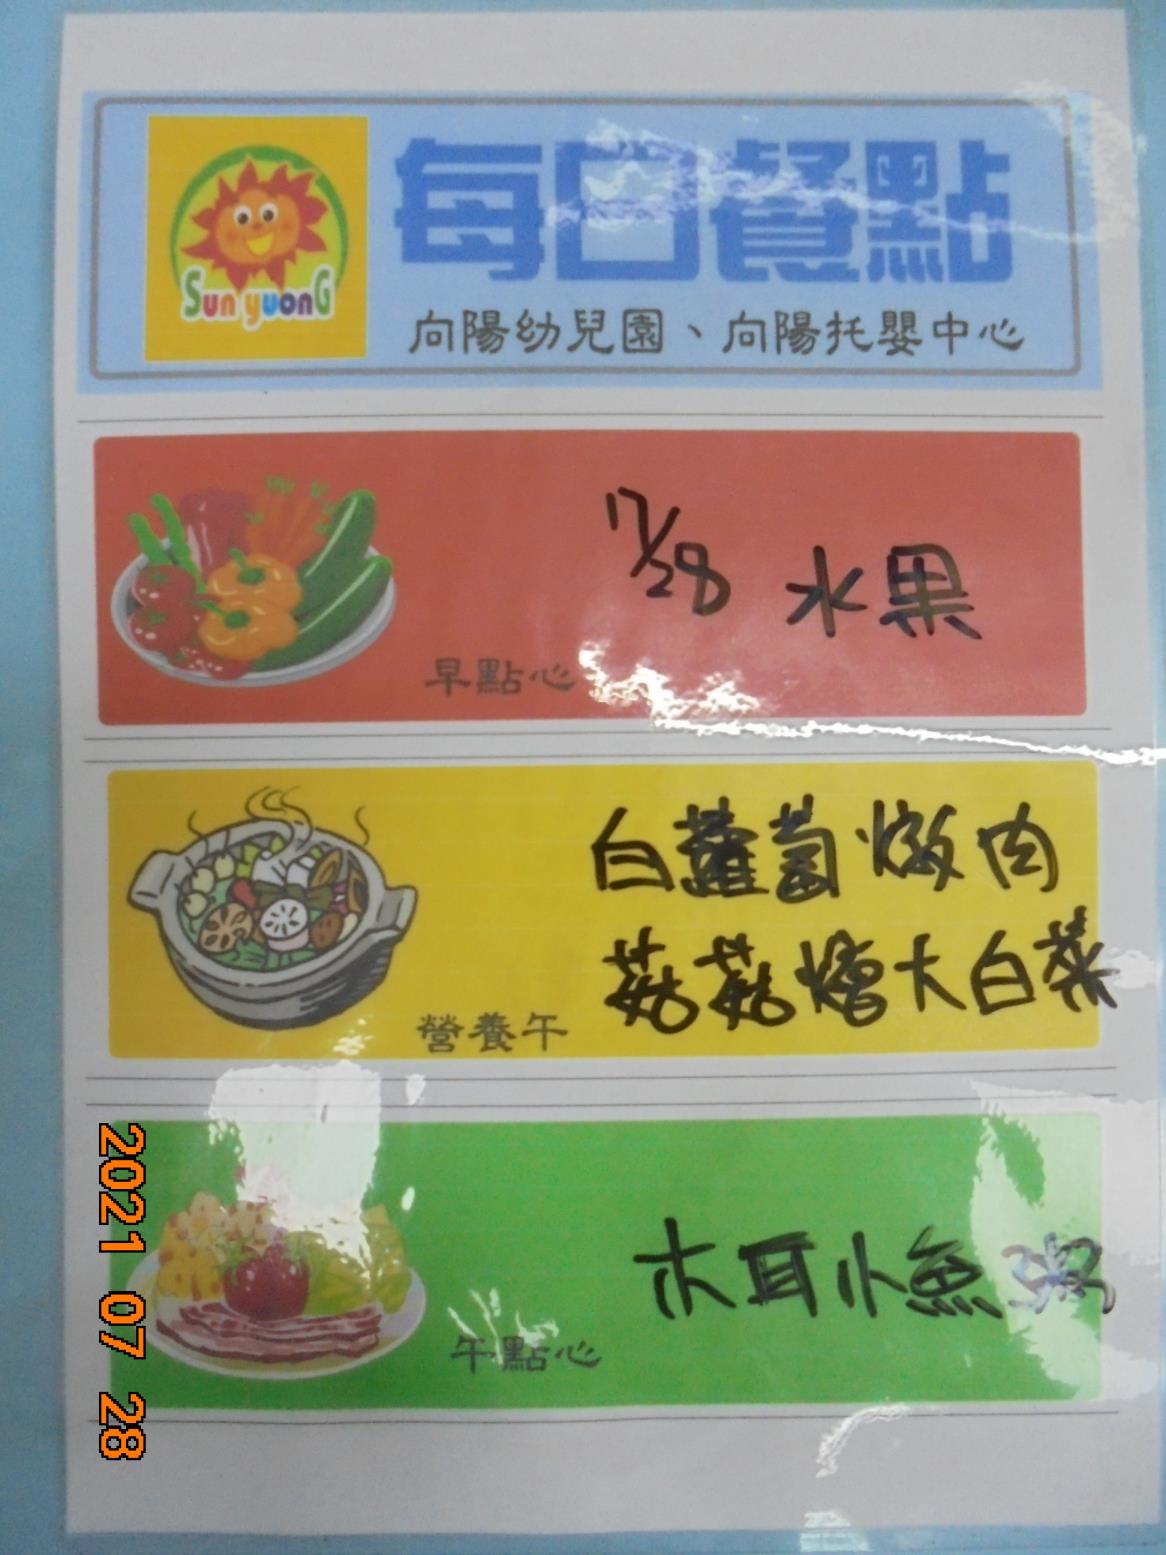 每日餐點
Sun yuonG
向陽幼兒園、向陽托嬰中心
7/28 水果
早點心
白蘿蔔燉肉
菇菇燴大白菜
營養午
木耳小魚粥
午點心
2021 07 28